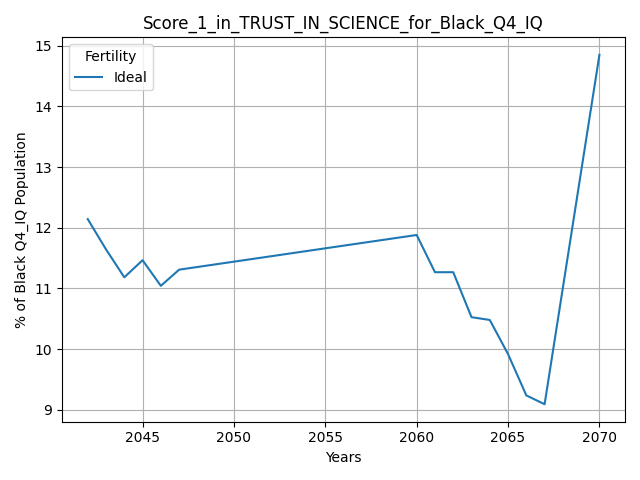 Score_1_in_TRUST_IN_SCIENCE_for_Black_Q4_IQ
Fertility
Ideal
% of Black Q4_IQ Population
15
14
13
12
11
10
9
2045 2050 2055 2060 2065 2070
Years